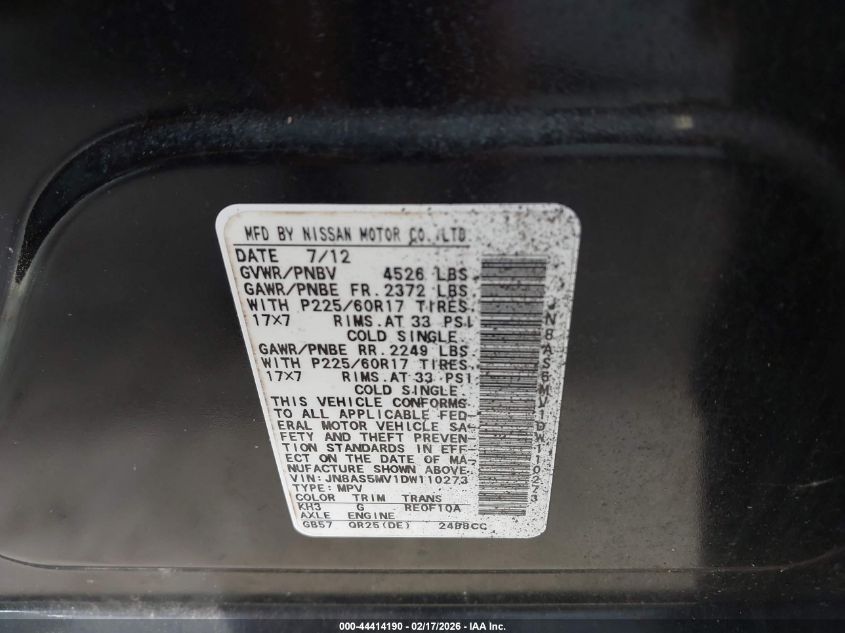 MFD BY NISSAN MOTOR CO.,LTD
DATE 7/12
GVWR/PNBV 4526 LBS
GAWR/PNBE FR. 2372 LBS
WITH P225/60R17 TIRES.
17×7 RIMS.AT 33 PSI
COLD SINGLE
GAWR/PNBE RR. 2249 LBS
WITH P225/60R17 TIRES.
17×7 RIMS.AT 33 PSI
COLD SINGLE
THIS VEHICLE CONFORMS
TO ALL APPLICABLE FED-
ERAL MOTOR VEHICLE SA-
FETY AND THEFT PREVEN-
TION STANDARDS IN EFF-
ECT ON THE DATE OF MA-
NUFACTURE SHOWN ABOVE.
VIN: JN8AS5MV1DW110273
TYPE: MPV
COLOR TRIM TRANS
KH3 G RE0F10A
AXLE ENGINE
GB57 QR25(DE) 2488CC
JN8AS5MV1DW110273
000-44414190 - 02/17/2026 - IAA Inc.